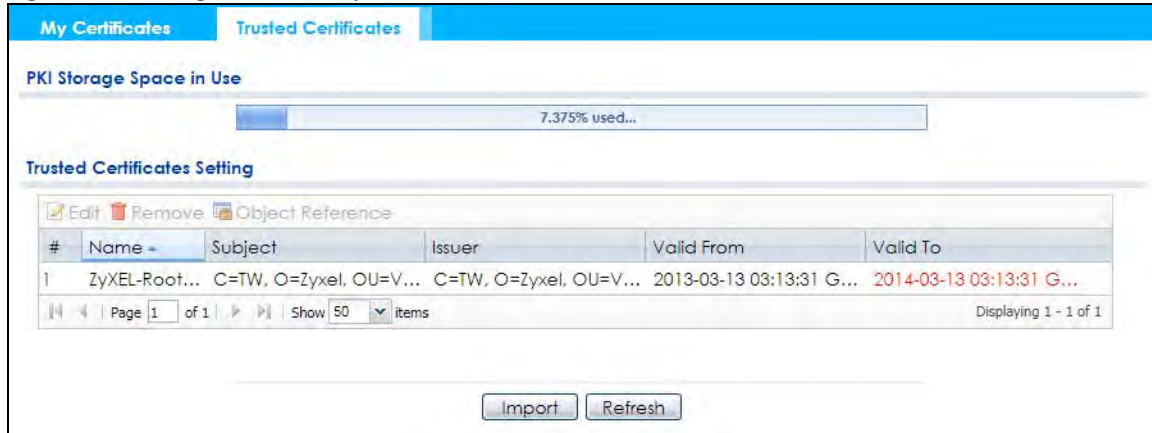 My Certificates Trusted Certificates
PKI Storage Space in Use
7.375% used...
Trusted Certificates Setting
Edit Remove Object Reference
# Name Subject Issuer Valid From Valid To
1 ZyXEL-Root... C=TW, O=Zyxel, OU=V... C=TW, O=Zyxel, OU=V... 2013-03-13 03:13:31 G... 2014-03-13 03:13:31 G...
Page 1 of 1 Show 50 items Displaying 1 - 1 of 1
Import Refresh